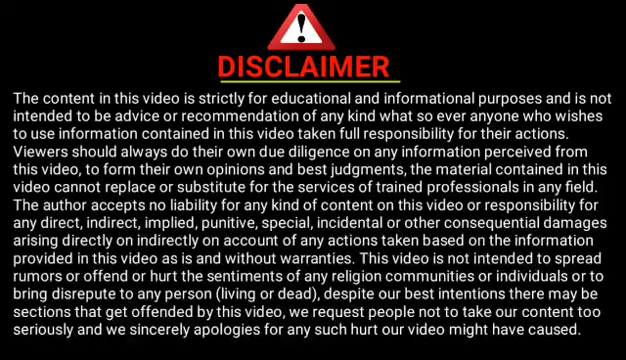 !
DISCLAIMER
The content in this video is strictly for educational and informational purposes and is not
intended to be advice or recommendation of any kind what so ever anyone who wishes
to use information contained in this video taken full responsibility for their actions.
Viewers should always do their own due diligence on any information perceived from
this video, to form their own opinions and best judgments, the material contained in this
video cannot replace or substitute for the services of trained professionals in any field.
The author accepts no liability for any kind of content on this video or responsibility for
any direct, indirect, implied, punitive, special, incidental or other consequential damages
arising directly on indirectly on account of any actions taken based on the information
provided in this video as is and without warranties. This video is not intended to spread
rumors or offend or hurt the sentiments of any religion communities or individuals or to
bring disrepute to any person (living or dead), despite our best intentions there may be
sections that get offended by this video, we request people not to take our content too
seriously and we sincerely apologies for any such hurt our video might have caused.